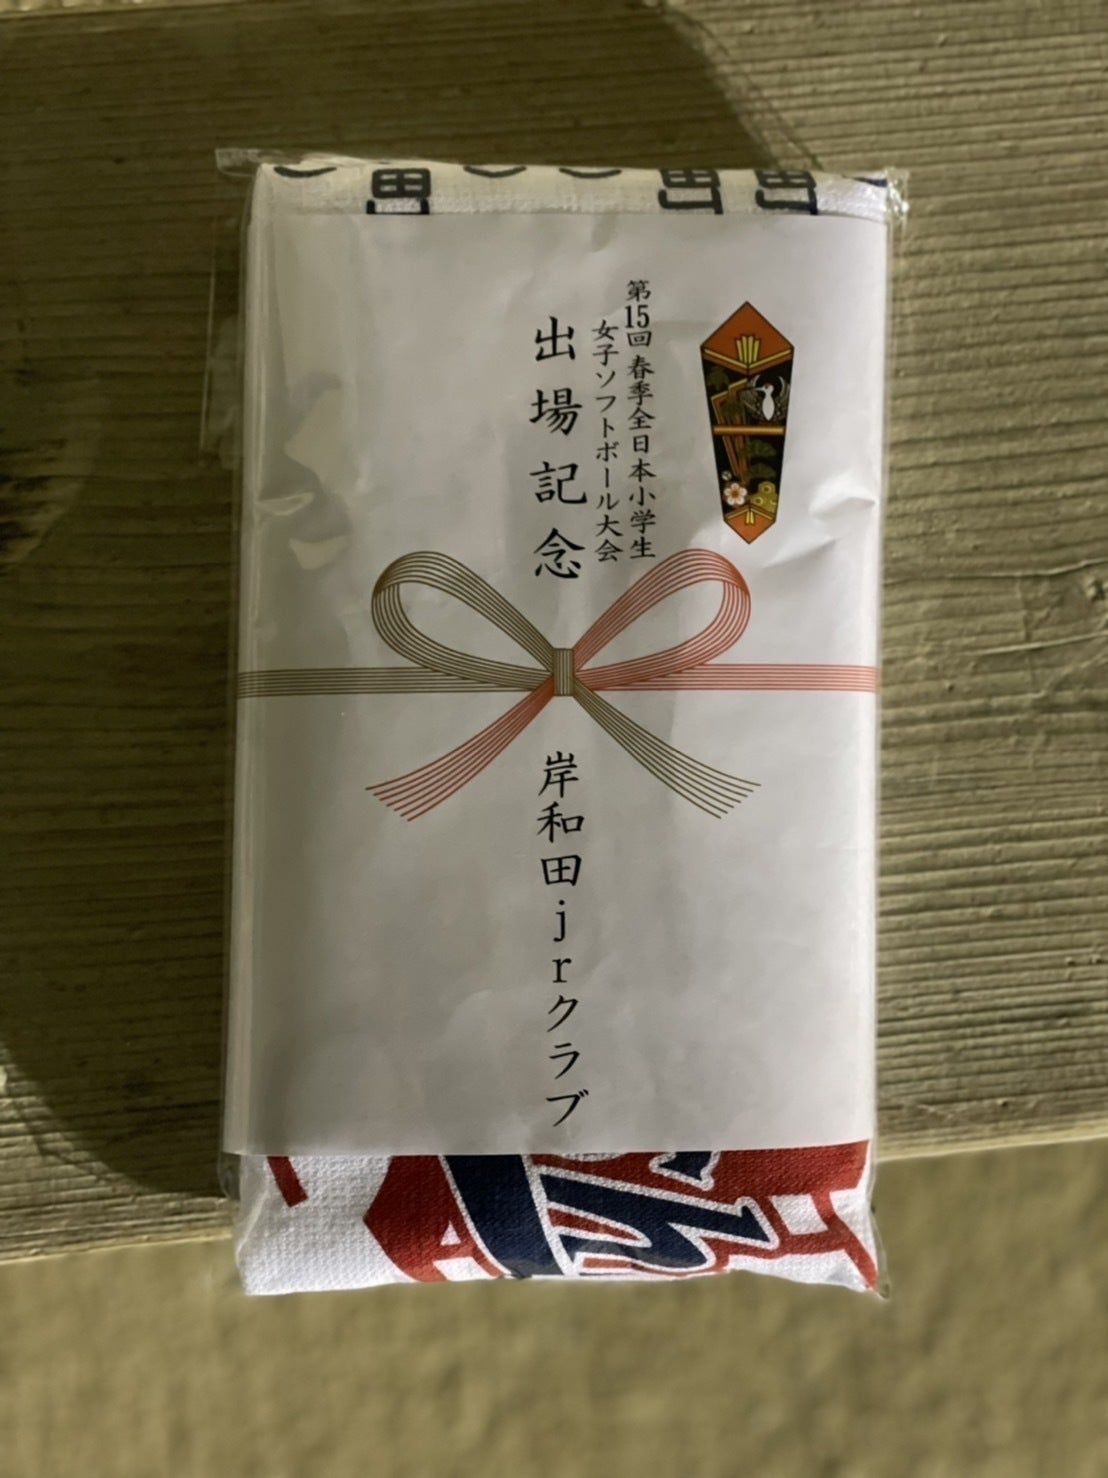 第15回 春季全日本小学生
女子ソフトボール大会
出場記念
岸和田jrクラブ